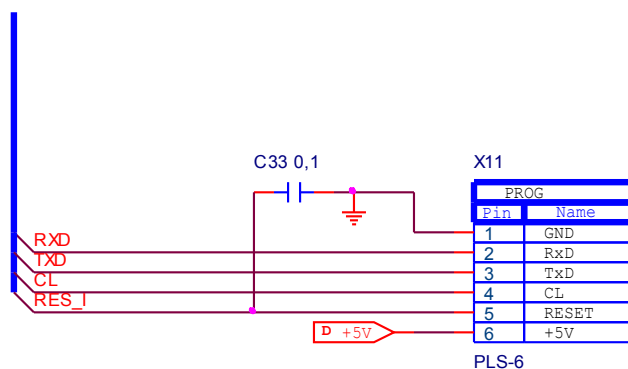 C33 0,1
X11
PROG
Pin Name
1 GND
RXD
2 RxD
TXD
3 TxD
CL
4 CL
RES_I
5 RESET
D +5V
6 +5V
PLS-6